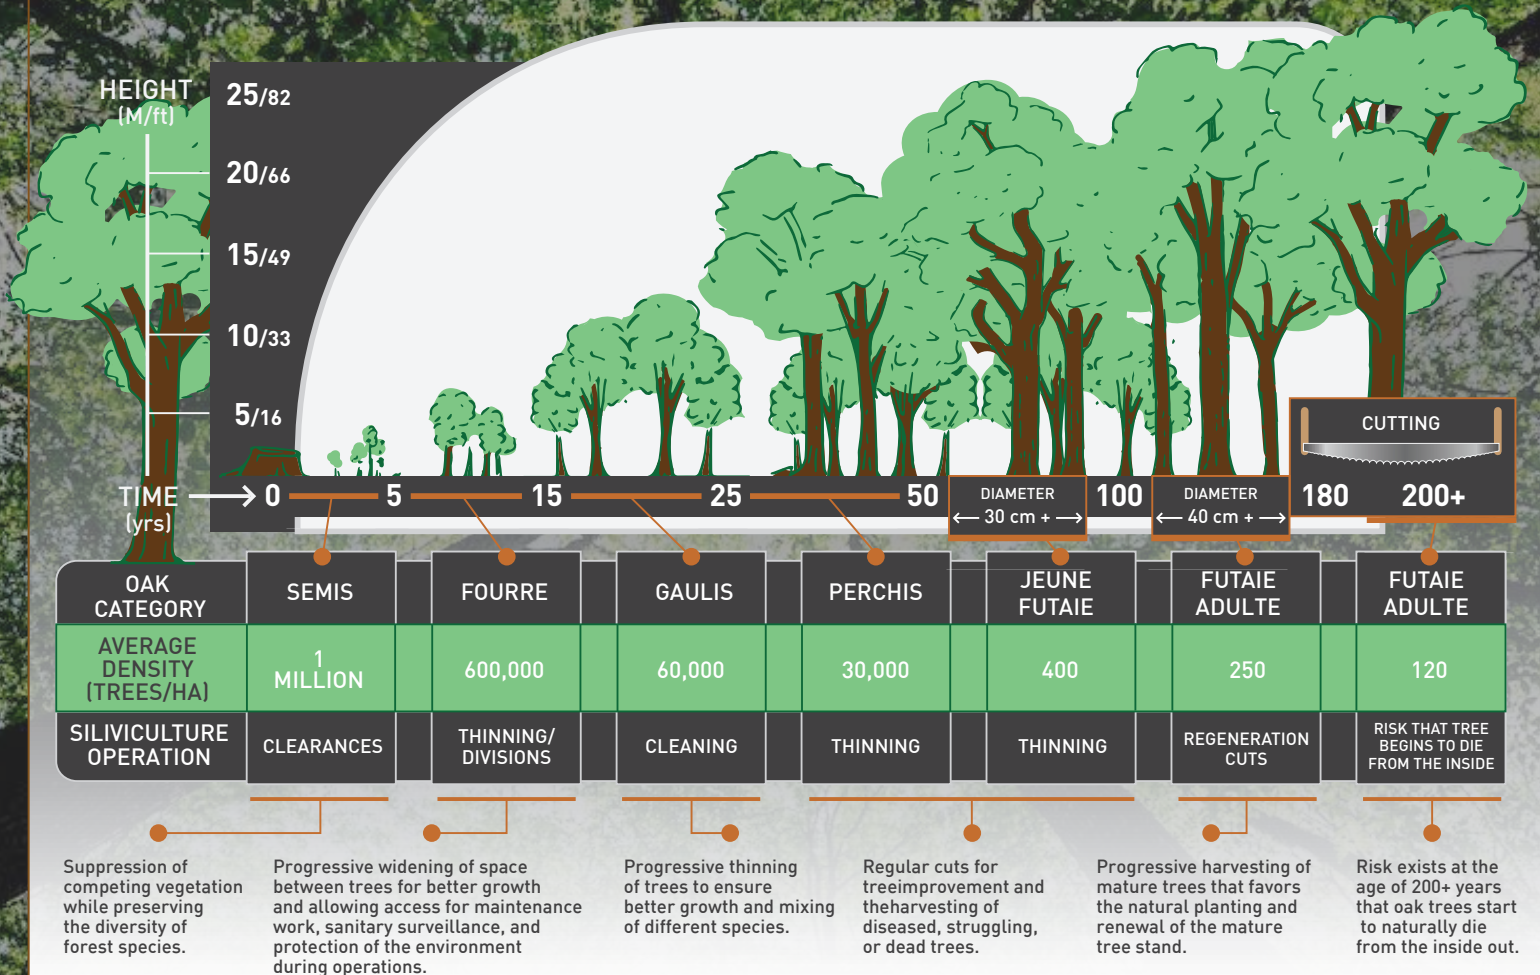 HEIGHT
(M/ft)
25/82
20/66
15/49
10/33
5/16
CUTTING
TIME
(yrs)
0
5
15
25
50
DIAMETER
30 cm +
100
DIAMETER
40 cm +
180
200+
OAK
CATEGORY
SEMIS
FOURRE
GAULIS
PERCHIS
JEUNE
FUTAIE
FUTAIE
ADULTE
FUTAIE
ADULTE
AVERAGE
DENSITY
(TREES/HA)
1
MILLION
600,000
60,000
30,000
400
250
120
SILIVICULTURE
OPERATION
CLEARANCES
THINNING/
DIVISIONS
CLEANING
THINNING
THINNING
REGENERATION
CUTS
RISK THAT TREE
BEGINS TO DIE
FROM THE INSIDE
Suppression of
competing vegetation
while preserving
the diversity of
forest species.
Progressive widening of space
between trees for better growth
and allowing access for maintenance
work, sanitary surveillance, and
protection of the environment
during operations.
Progressive thinning
of trees to ensure
better growth and mixing
of different species.
Regular cuts for
treeimprovement and
theharvesting of
diseased, struggling,
or dead trees.
Progressive harvesting of
mature trees that favors
the natural planting and
renewal of the mature
tree stand.
Risk exists at the
age of 200+ years
that oak trees start
to naturally die
from the inside out.